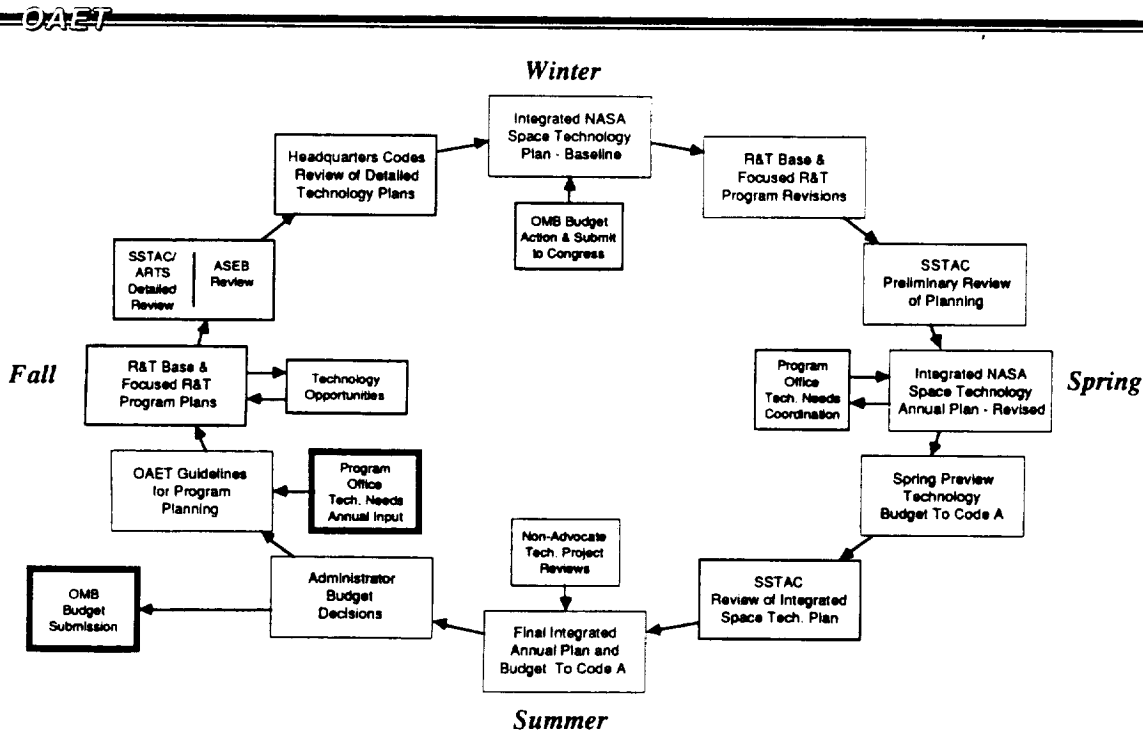 OAET
Winter
Integrated NASA
Space Technology
Plan - Baseline
OMB Budget
Action & Submit
to Congress
R&T Base &
Focused R&T
Program Revisions
SSTAC
Preliminary Review
of Planning
Spring
Integrated NASA
Space Technology
Annual Plan - Revised
Program
Office
Tech. Needs
Coordination
Spring Preview
Technology
Budget To Code A
SSTAC
Review of Integrated
Space Tech. Plan
Non-Advocate
Tech. Project
Reviews
Final Integrated
Annual Plan and
Budget To Code A
Summer
Administrator
Budget
Decisions
OMB
Budget
Submission
OAET Guidelines
for Program
Planning
Program
Office
Tech. Needs
Annual Input
Fall
R&T Base &
Focused R&T
Program Plans
Technology
Opportunities
SSTAC/
ARTS
Detailed
Review
ASEB
Review
Headquarters Codes
Review of Detailed
Technology Plans